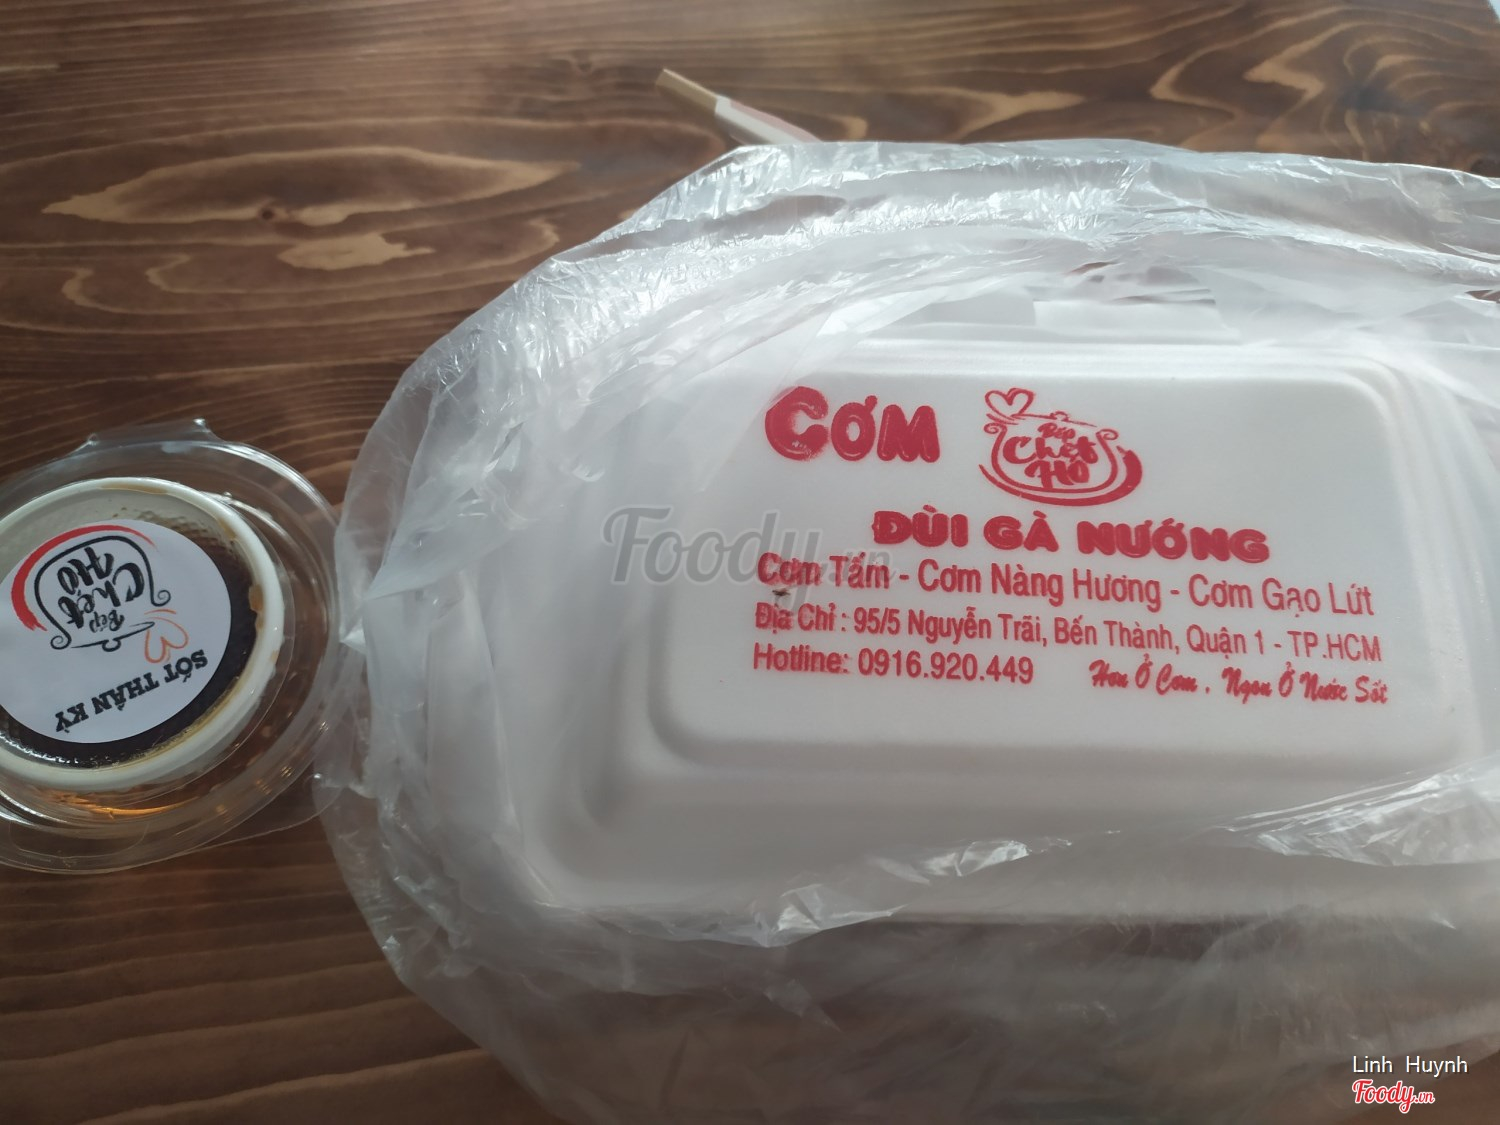 CƠM
Bếp
Chết
Hở
ĐÙI GÀ NƯỚNG
Cơm Tấm - Cơm Nàng Hương - Cơm Gạo Lứt
Địa Chỉ : 95/5 Nguyễn Trãi, Bến Thành, Quận 1 - TP.HCM
Hotline: 0916.920.449
Hơn Ở Cơm , Ngon Ở Nước Sốt
Bếp
Chết
Hở
SỐT THẦN KỲ
Foody.vn
Linh Huynh
Foody.vn